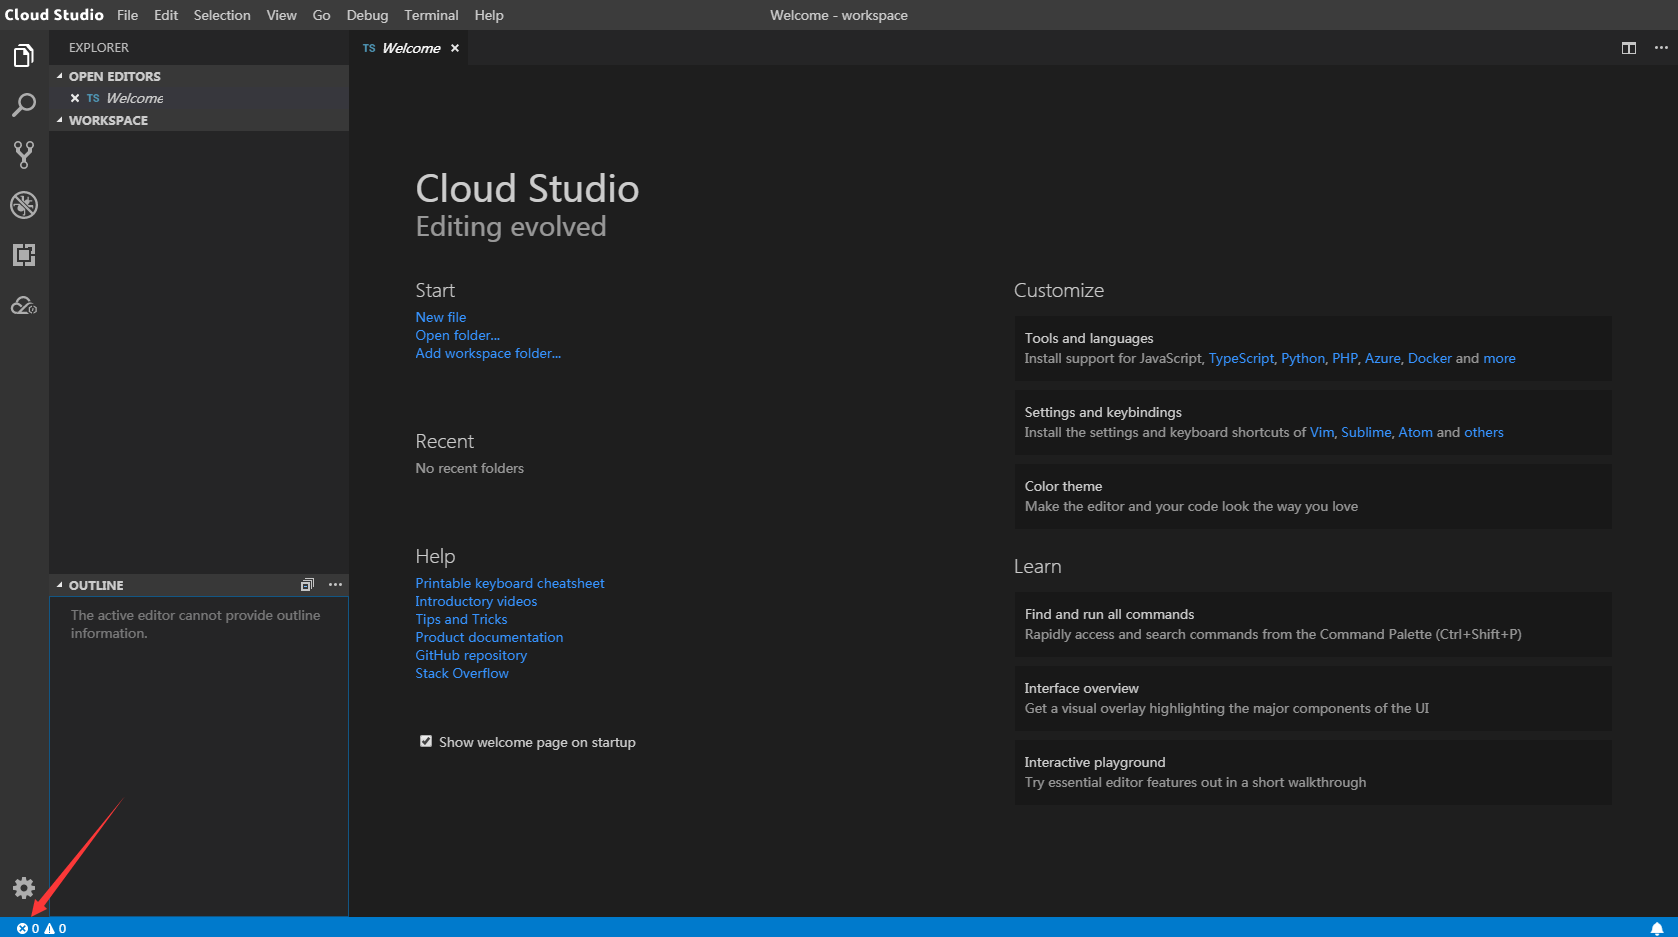 Cloud Studio File Edit Selection View Go Debug Terminal Help
Welcome - workspace
EXPLORER
OPEN EDITORS
TS Welcome
WORKSPACE
OUTLINE
The active editor cannot provide outline
information.
TS Welcome
Cloud Studio
Editing evolved
Start
New file
Open folder...
Add workspace folder...
Recent
No recent folders
Help
Printable keyboard cheatsheet
Introductory videos
Tips and Tricks
Product documentation
GitHub repository
Stack Overflow
Show welcome page on startup
Customize
Tools and languages
Install support for JavaScript, TypeScript, Python, PHP, Azure, Docker and more
Settings and keybindings
Install the settings and keyboard shortcuts of Vim, Sublime, Atom and others
Color theme
Make the editor and your code look the way you love
Learn
Find and run all commands
Rapidly access and search commands from the Command Palette (Ctrl+Shift+P)
Interface overview
Get a visual overlay highlighting the major components of the UI
Interactive playground
Try essential editor features out in a short walkthrough
0 0